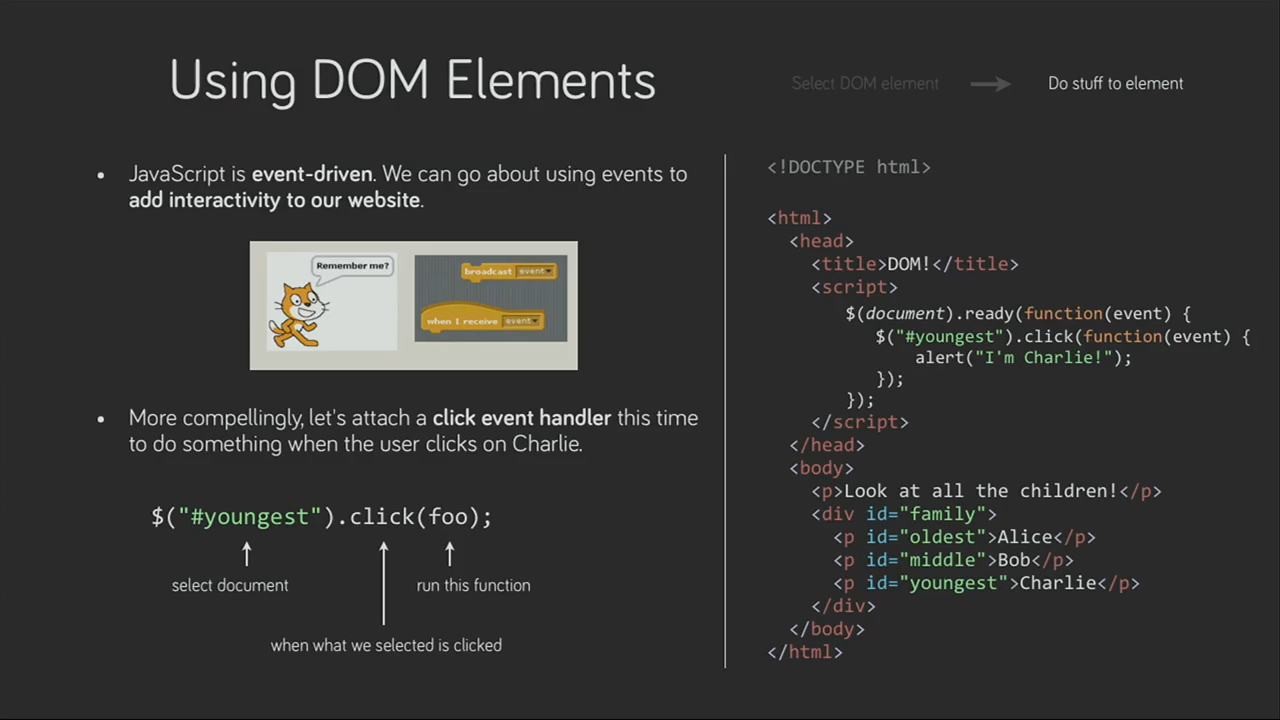 Using DOM Elements
Select DOM element
Do stuff to element
• JavaScript is event-driven. We can go about using events to
add interactivity to our website.
Remember me?
broadcast event
when I receive event
• More compellingly, let's attach a click event handler this time
to do something when the user clicks on Charlie.
$("#youngest").click(foo);
select document
run this function
when what we selected is clicked
<!DOCTYPE html>
<html>
<head>
<title>DOM!</title>
<script>
$(document).ready(function(event) {
$("#youngest").click(function(event) {
alert("I'm Charlie!");
});
});
</script>
</head>
<body>
<p>Look at all the children!</p>
<div id="family">
<p id="oldest">Alice</p>
<p id="middle">Bob</p>
<p id="youngest">Charlie</p>
</div>
</body>
</html>